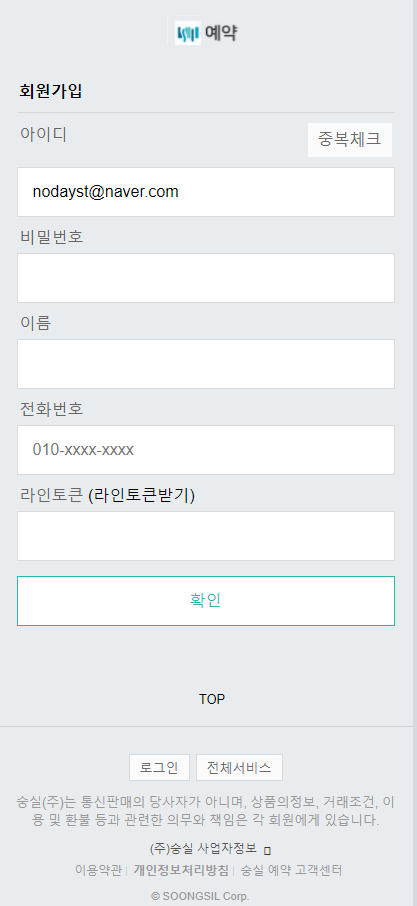 예약
회원가입
아이디
중복체크
nodayst@naver.com
비밀번호
이름
전화번호
010-xxxx-xxxx
라인토큰 (라인토큰받기)
확인
TOP
로그인 전체서비스
숭실(주)는 통신판매의 당사자가 아니며, 상품의정보, 거래조건, 이
용 및 환불 등과 관련한 의무와 책임은 각 회원에게 있습니다.
(주)숭실 사업자정보
이용약관 | 개인정보처리방침 | 숭실 예약 고객센터
© SOONGSIL Corp.